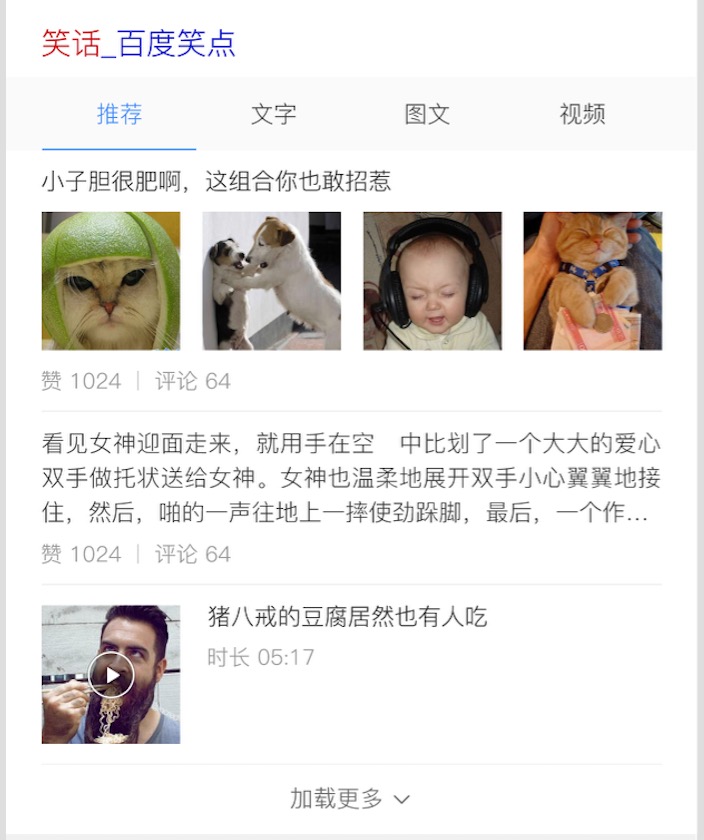 笑话_百度笑点
推荐 文字 图文 视频
小子胆很肥啊，这组合你也敢招惹
赞 1024 | 评论 64
看见女神迎面走来，就用手在空　中比划了一个大大的爱心
双手做托状送给女神。女神也温柔地展开双手小心翼翼地接
住，然后，啪的一声往地上一摔使劲跺脚，最后，一个作…
赞 1024 | 评论 64
猪八戒的豆腐居然也有人吃
时长 05:17
加载更多